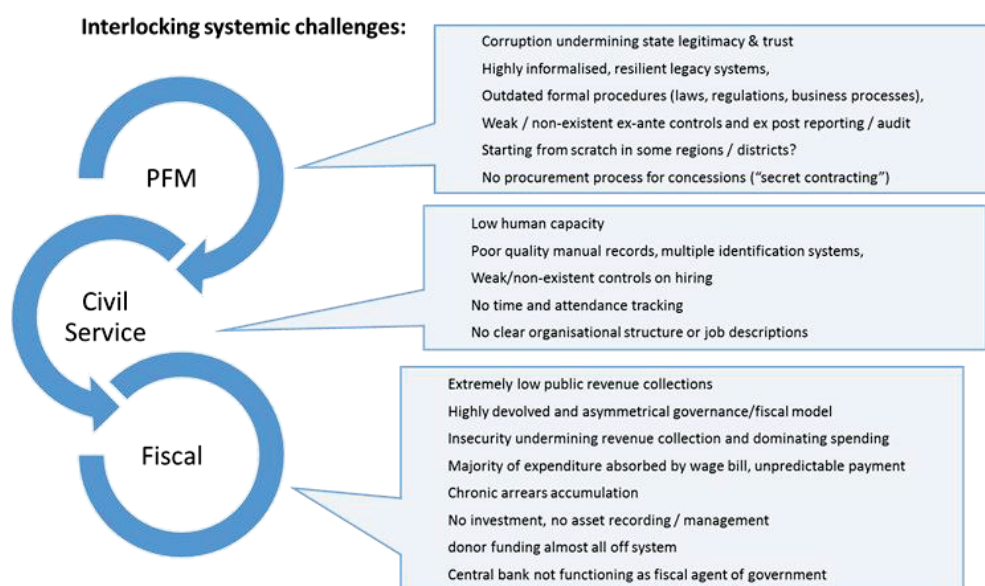 Interlocking systemic challenges:
PFM
Corruption undermining state legitimacy & trust
Highly informalised, resilient legacy systems,
Outdated formal procedures (laws, regulations, business processes),
Weak / non-existent ex-ante controls and ex post reporting / audit
Starting from scratch in some regions / districts?
No procurement process for concessions (“secret contracting”)
Civil
Service
Low human capacity
Poor quality manual records, multiple identification systems,
Weak/non-existent controls on hiring
No time and attendance tracking
No clear organisational structure or job descriptions
Fiscal
Extremely low public revenue collections
Highly devolved and asymmetrical governance/fiscal model
Insecurity undermining revenue collection and dominating spending
Majority of expenditure absorbed by wage bill, unpredictable payment
Chronic arrears accumulation
No investment, no asset recording / management
donor funding almost all off system
Central bank not functioning as fiscal agent of government